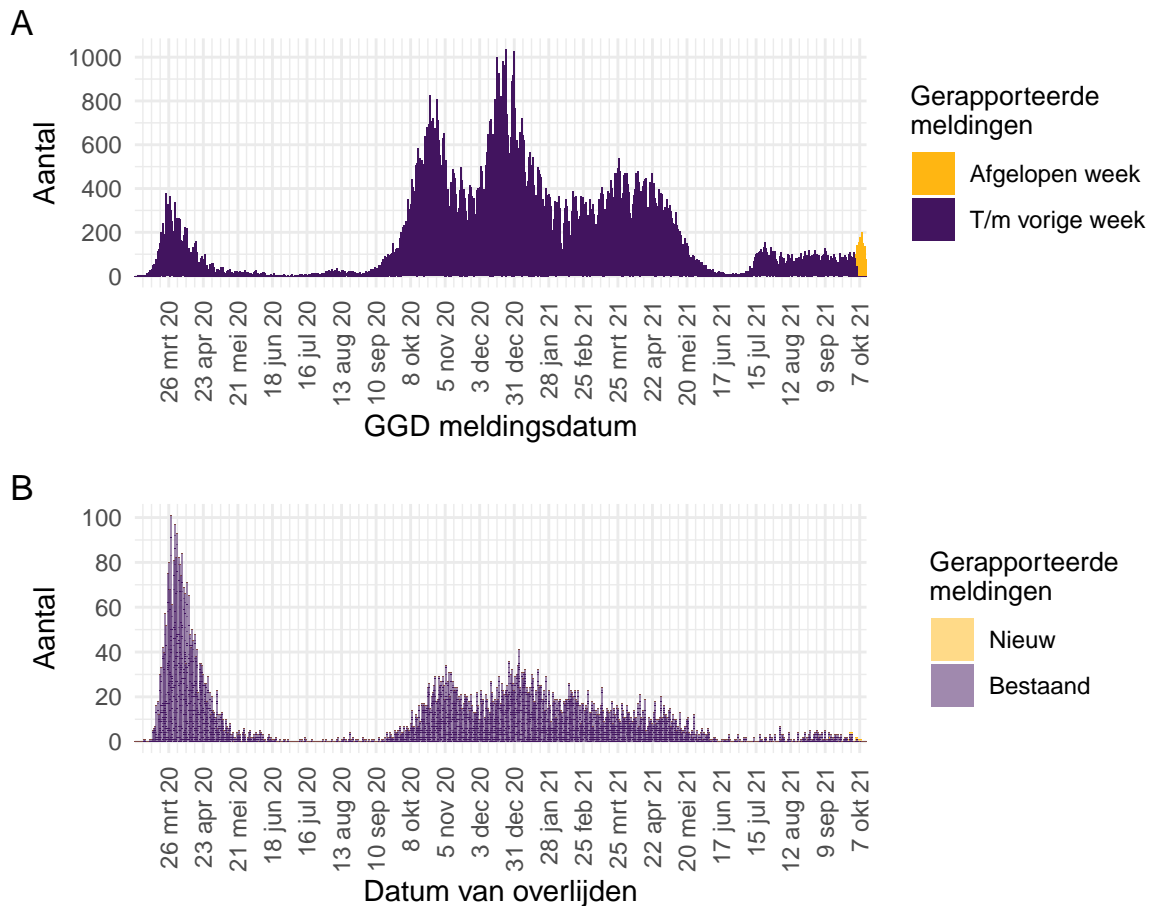 A
Aantal
1000
800
600
400
200
0
26 mrt 20
23 apr 20
21 mei 20
18 jun 20
16 jul 20
13 aug 20
10 sep 20
8 okt 20
5 nov 20
3 dec 20
31 dec 20
28 jan 21
25 feb 21
25 mrt 21
22 apr 21
20 mei 21
17 jun 21
15 jul 21
12 aug 21
9 sep 21
7 okt 21
GGD meldingsdatum
Gerapporteerde
meldingen
Afgelopen week
T/m vorige week
B
Aantal
100
80
60
40
20
0
26 mrt 20
23 apr 20
21 mei 20
18 jun 20
16 jul 20
13 aug 20
10 sep 20
8 okt 20
5 nov 20
3 dec 20
31 dec 20
28 jan 21
25 feb 21
25 mrt 21
22 apr 21
20 mei 21
17 jun 21
15 jul 21
12 aug 21
9 sep 21
7 okt 21
Datum van overlijden
Gerapporteerde
meldingen
Nieuw
Bestaand